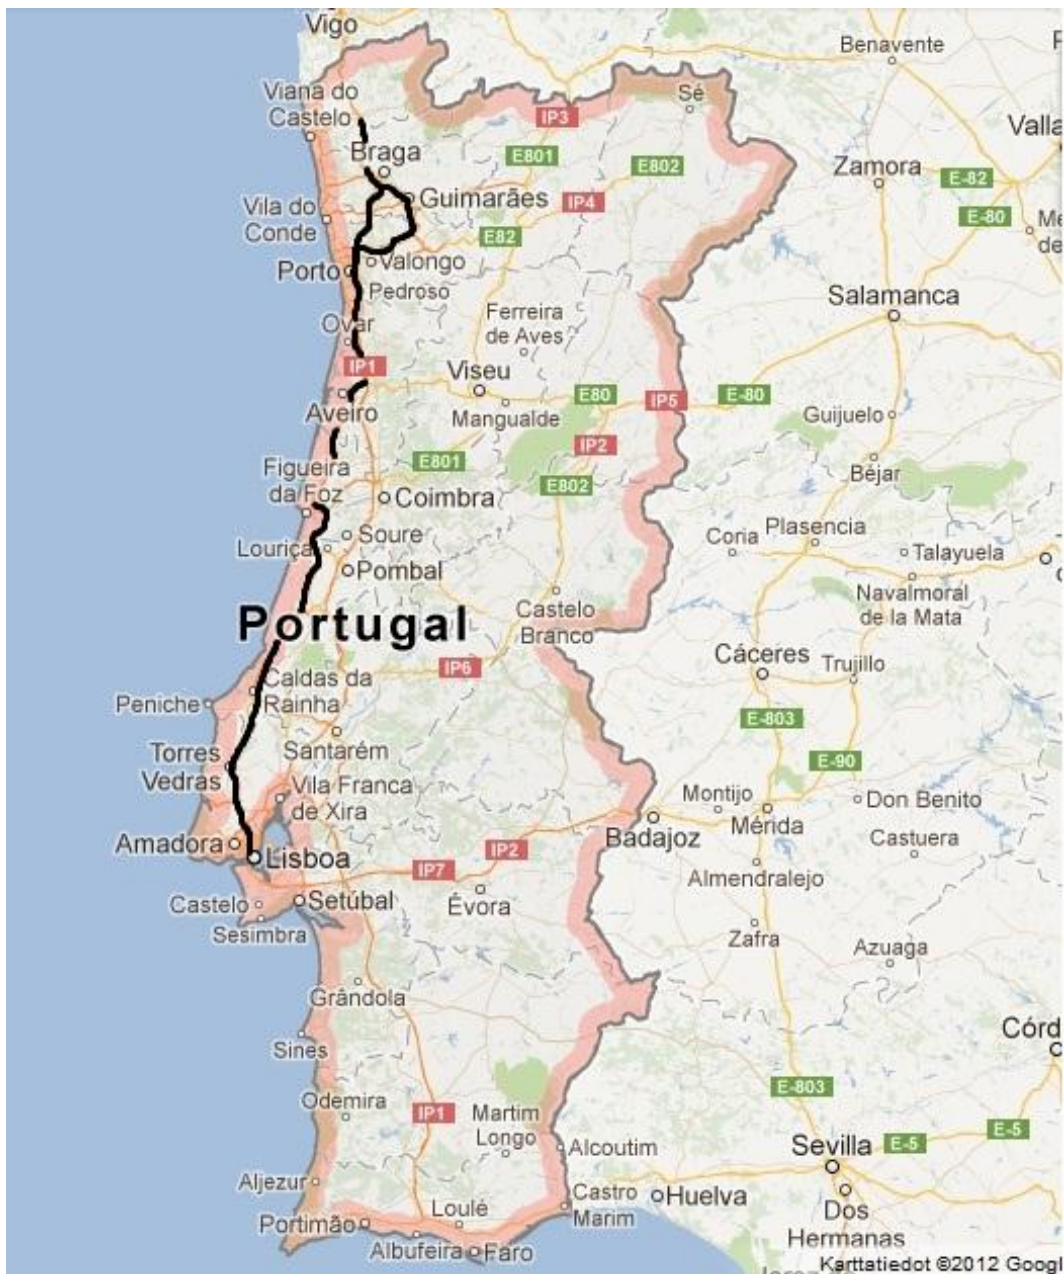 Vigo
Benavente
Viana do
Castelo
Sé
IP3
Valla
Braga
E801
E802
Zamora
E-82
Guimarães
IP4
Vila do
Conde
E82
E-80
Porto
Valongo
Pedroso
Salamanca
Ovar
Ferreira
de Aves
IP1
Viseu
E80
IP5
E-80
Aveiro
Mangualde
Guijuelo
IP2
Figueira
da Foz
E801
Béjar
Coimbra
E802
Soure
Plasencia
Louriça
Coria
Talayuela
Pombal
Navalmoral
de la Mata
Portugal
Castelo
Branco
Cáceres
Trujillo
IP6
Caldas da
Rainha
Peniche
E-803
Santarém
Torres
Vedras
E-90
Vila Franca
de Xira
Montijo
Don Benito
Badajoz
Mérida
Amadora
Castuera
Lisboa
IP2
IP7
Almendralejo
Castelo
Setúbal
Évora
Sesimbra
Zafra
Azuaga
Grândola
Sines
Córd
E-803
Odemira
IP1
Martim
Longo
E-5
E-5
Alcoutim
Sevilla
Aljezur
Castro
Marim
Huelva
Loulé
Dos
Hermanas
Portimão
Albufeira
Faro
Karttatiedot ©2012 Googl